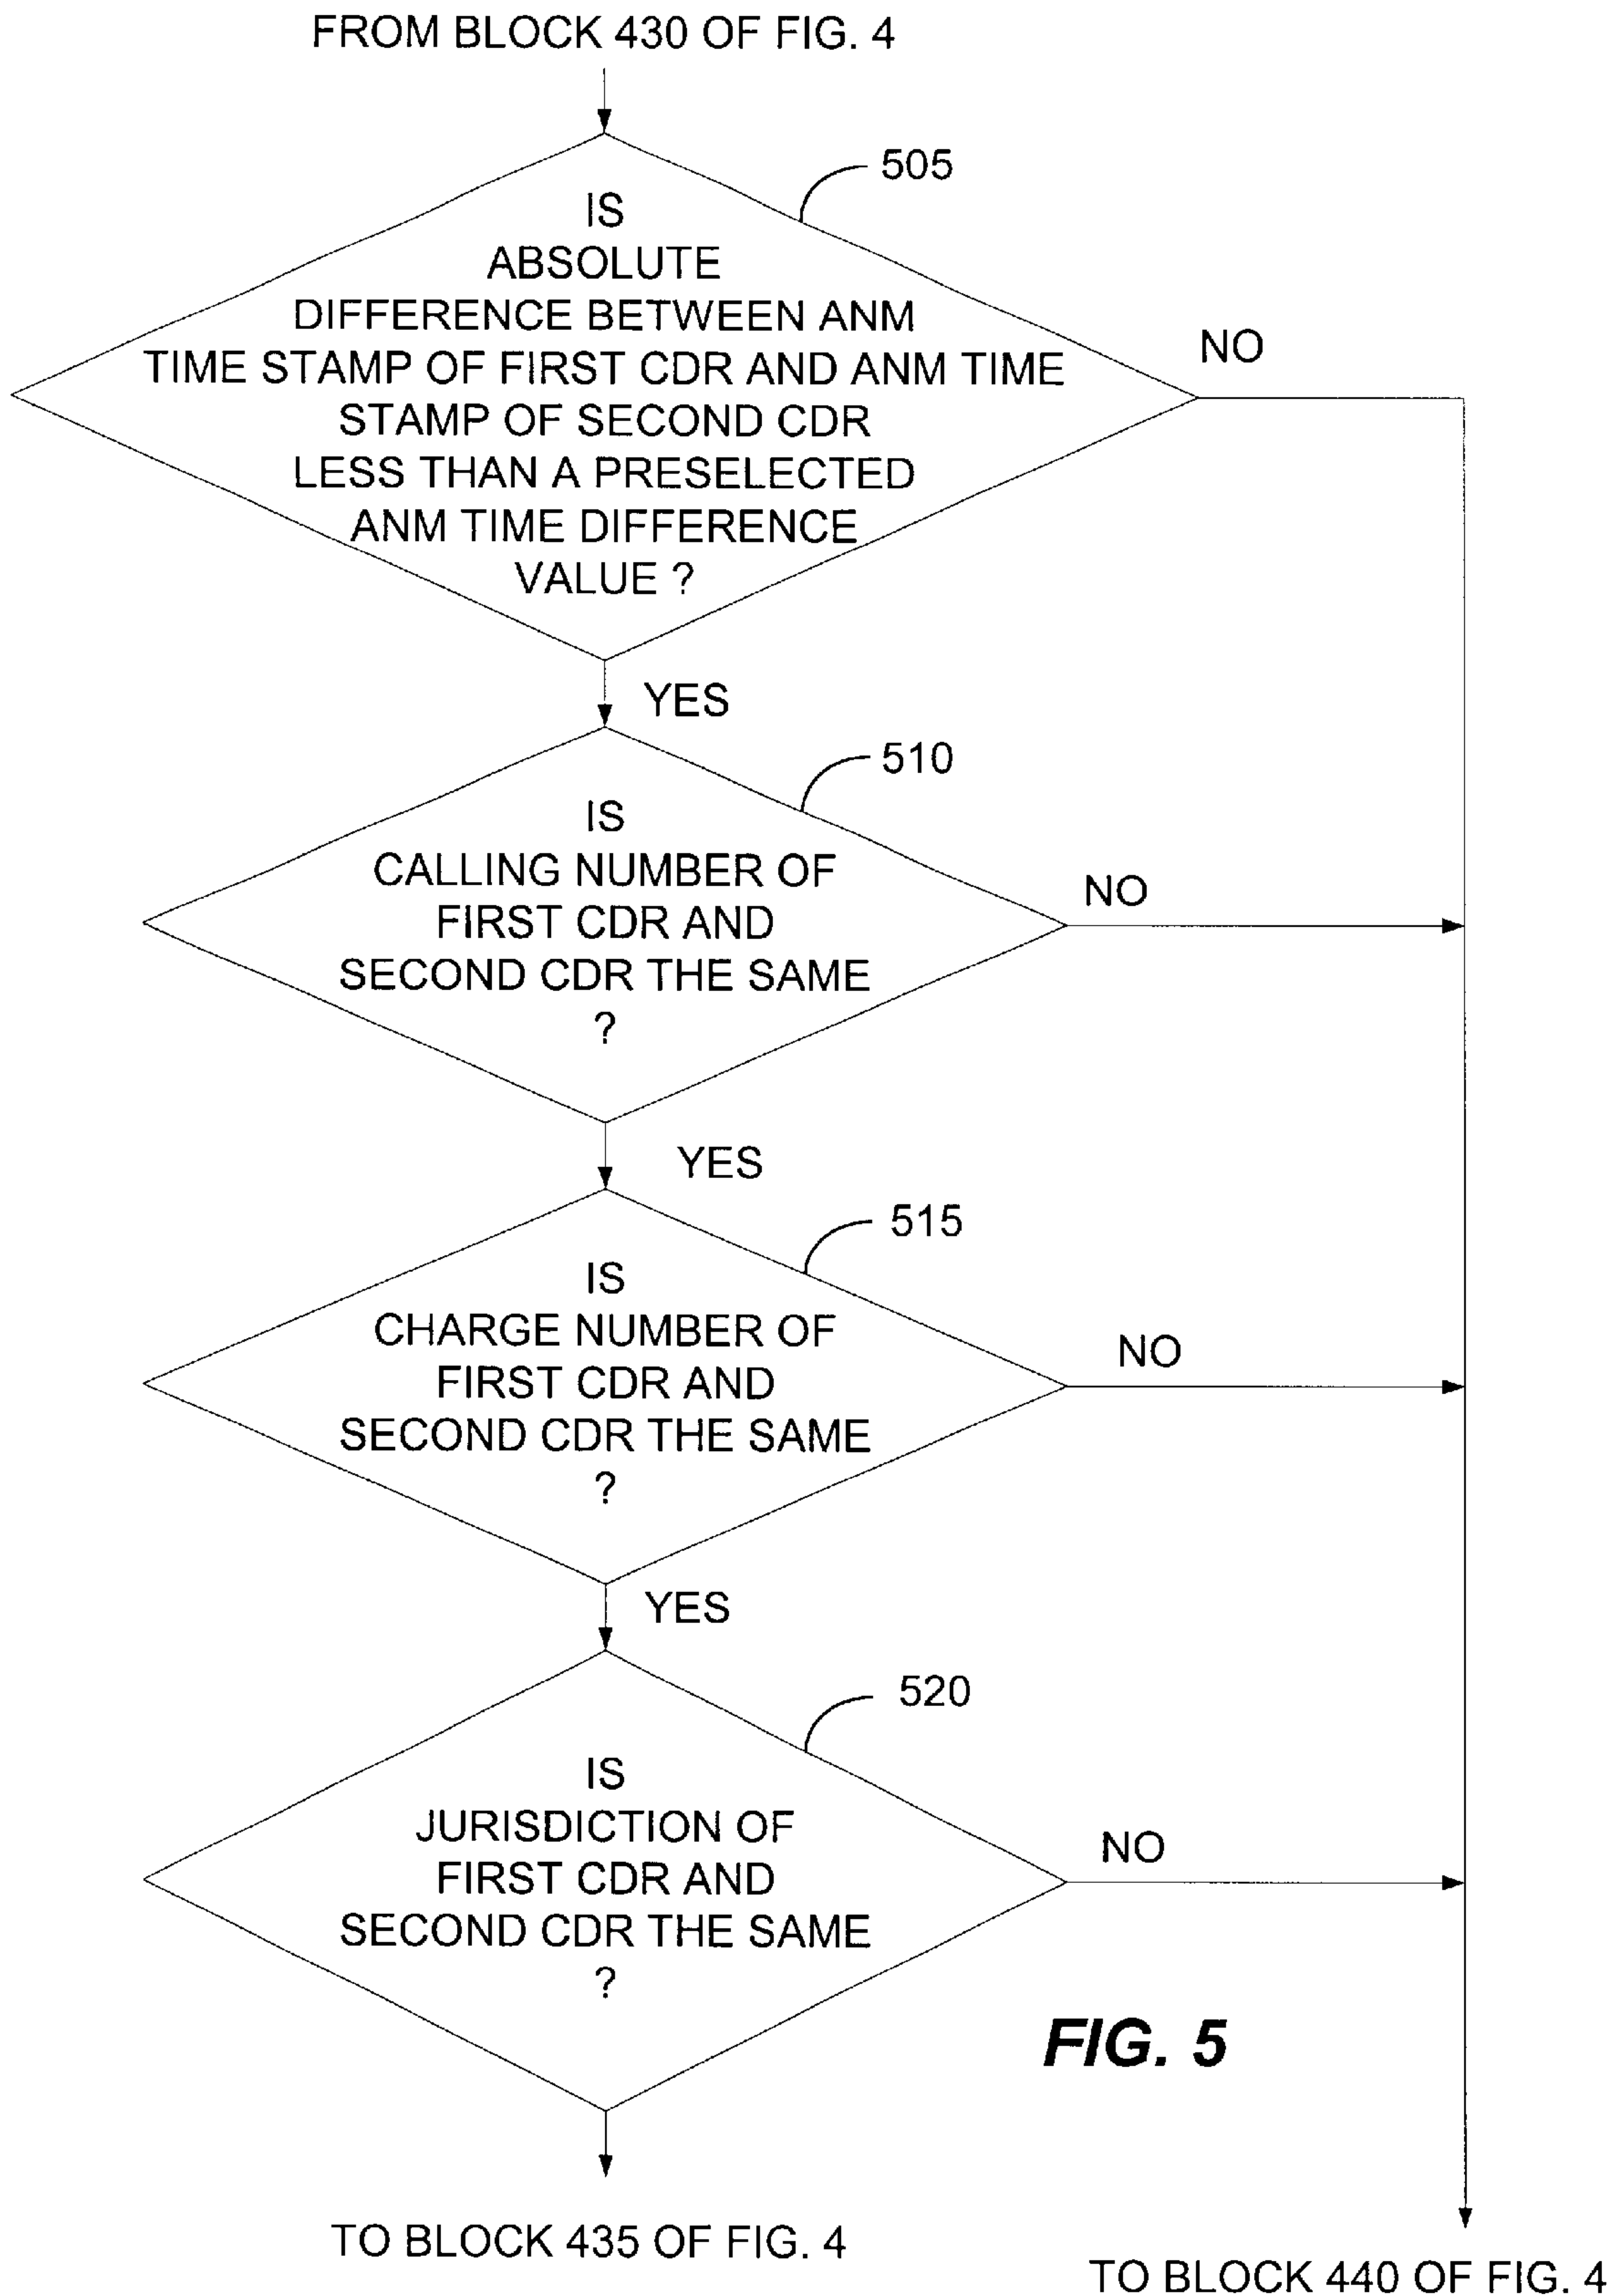 FROM BLOCK 430 OF FIG. 4
505
IS
ABSOLUTE
DIFFERENCE BETWEEN ANM
TIME STAMP OF FIRST CDR AND ANM TIME
STAMP OF SECOND CDR
LESS THAN A PRESELECTED
ANM TIME DIFFERENCE
VALUE ?
NO
YES
510
IS
CALLING NUMBER OF
FIRST CDR AND
SECOND CDR THE SAME
?
NO
YES
515
IS
CHARGE NUMBER OF
FIRST CDR AND
SECOND CDR THE SAME
?
NO
YES
520
IS
JURISDICTION OF
FIRST CDR AND
SECOND CDR THE SAME
?
NO
FIG. 5
TO BLOCK 435 OF FIG. 4
TO BLOCK 440 OF FIG. 4